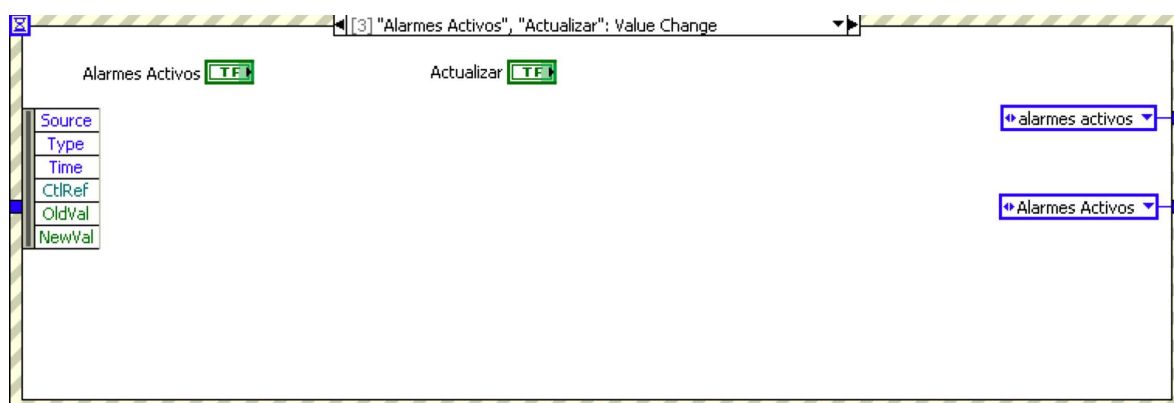 [3] "Alarmes Activos", "Actualizar": Value Change
Alarmes Activos TF
Actualizar TF
Source
Type
Time
CtlRef
OldVal
NewVal
alarmes activos
Alarmes Activos